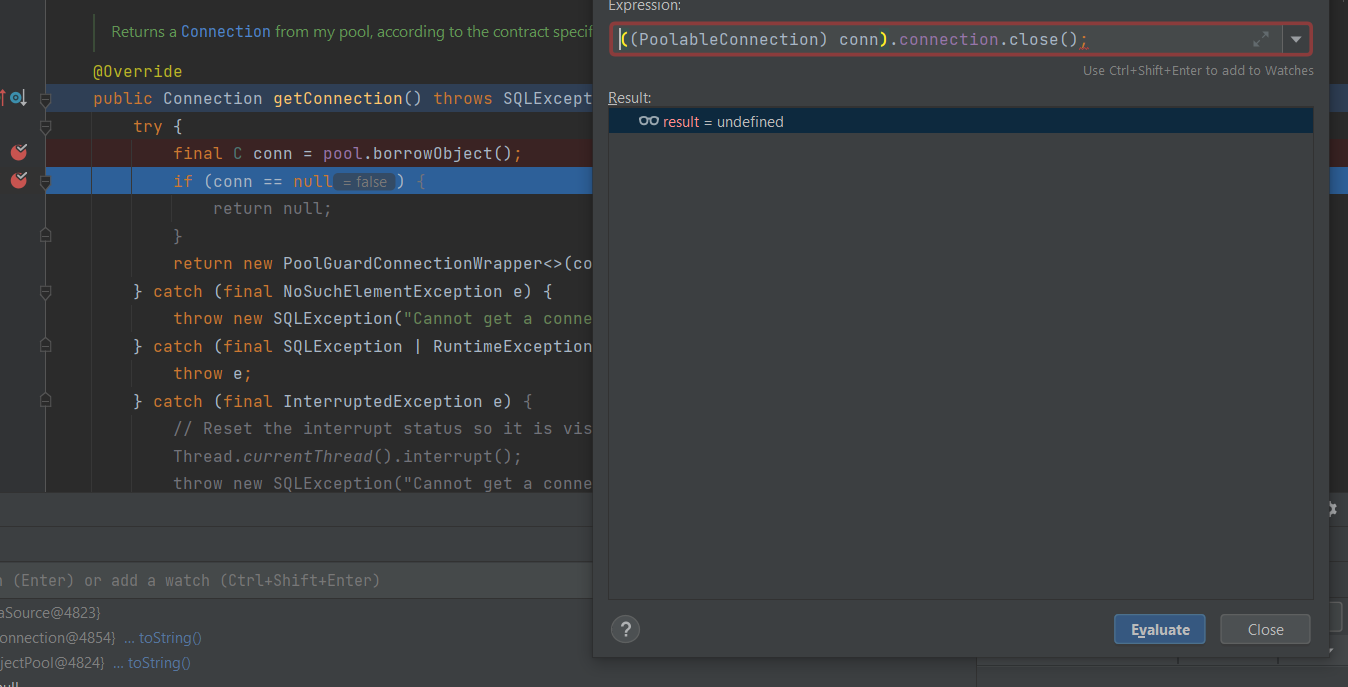 Returns a Connection from my pool, according to the contract specif
@Override
public Connection getConnection() throws SQLExcept
try {
final C conn = pool.borrowObject();
if (conn == null = false ) {
return null;
}
return new PoolGuardConnectionWrapper<>(co
} catch (final NoSuchElementException e) {
throw new SQLException("Cannot get a conne
} catch (final SQLException | RuntimeException
throw e;
} catch (final InterruptedException e) {
// Reset the interrupt status so it is vis
Thread.currentThread().interrupt();
throw new SQLException("Cannot get a conne
(Enter) or add a watch (Ctrl+Shift+Enter)
aSource@4823}
onnection@4854} ... toString()
jectPool@4824} ... toString()
Expression:
((PoolableConnection) conn).connection.close();
Use Ctrl+Shift+Enter to add to Watches
Result:
result = undefined
?
Evaluate
Close